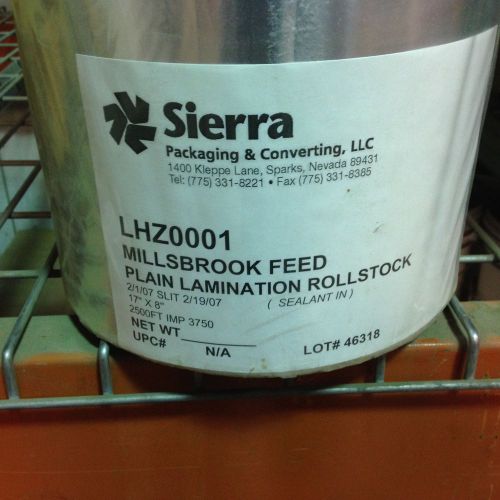 Sierra
Packaging & Converting, LLC
1400 Kleppe Lane, Sparks, Nevada 89431
Tel: (775) 331-8221 • Fax (775) 331-8385
LHZ0001
MILLSBROOK FEED
PLAIN LAMINATION ROLLSTOCK
2/1/07 SLIT 2/19/07 ( SEALANT IN )
17" X 8"
2500FT IMP 3750
NET WT
UPC# N/A LOT# 46318